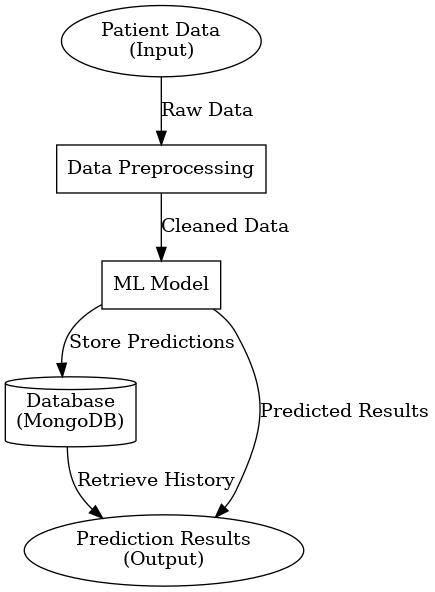 Patient Data
(Input)
Raw Data
Data Preprocessing
Cleaned Data
ML Model
Store Predictions
Database
(MongoDB)
Predicted Results
Retrieve History
Prediction Results
(Output)